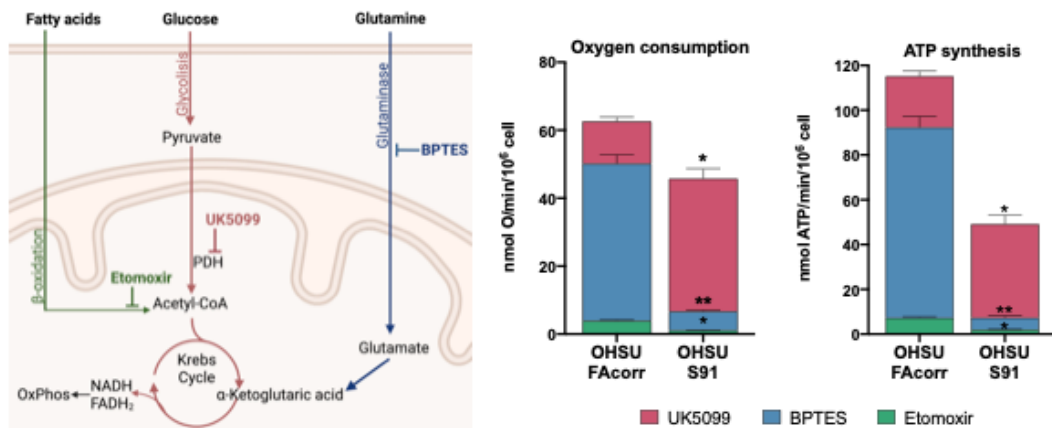 Fatty acids
Glucose
Glutamine
Glycolisis
Glutaminase
Pyruvate
BPTES
UK5099
PDH
β-oxidation
Etomoxir
Acetyl-CoA
Krebs
Cycle
Glutamate
OxPhos
NADH
FADH₂
α-Ketoglutaric acid
Oxygen consumption
nmol O/min/10⁶ cell
80
60
40
20
0
*
**
*
OHSU
FAcorr
OHSU
S91
ATP synthesis
nmol ATP/min/10⁶ cell
120
100
80
60
40
20
0
*
**
*
OHSU
FAcorr
OHSU
S91
UK5099
BPTES
Etomoxir